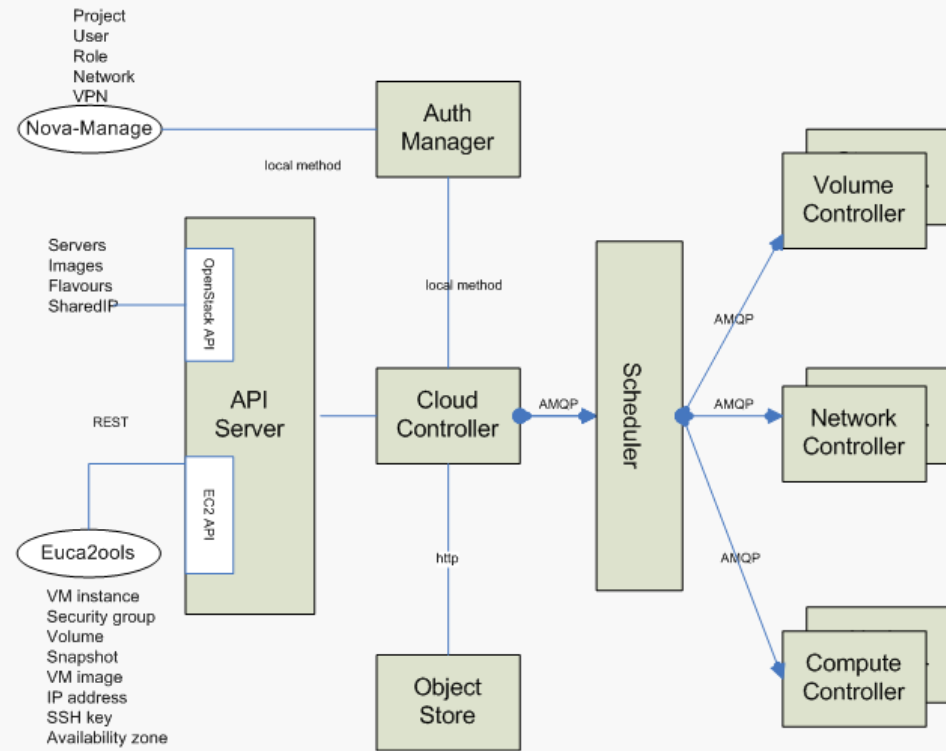 Project
User
Role
Network
VPN
Nova-Manage
Auth
Manager
local method
Servers
Images
Flavours
SharedIP
OpenStack API
local method
REST
API
Server
EC2 API
Cloud
Controller
AMQP
Scheduler
AMQP
AMQP
AMQP
Volume
Controller
Network
Controller
Compute
Controller
http
Object
Store
Euca2ools
VM instance
Security group
Volume
Snapshot
VM image
IP address
SSH key
Availability zone